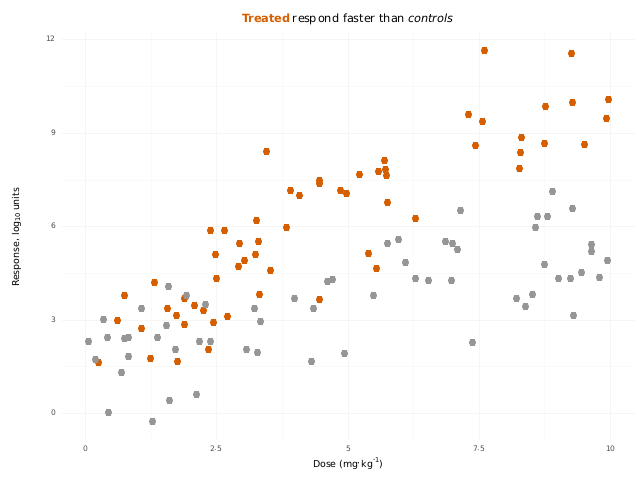 Treated respond faster than controls
12
9
6
3
0
Response, log₁₀ units
0 2.5 5 7.5 10
Dose (mg·kg⁻¹)